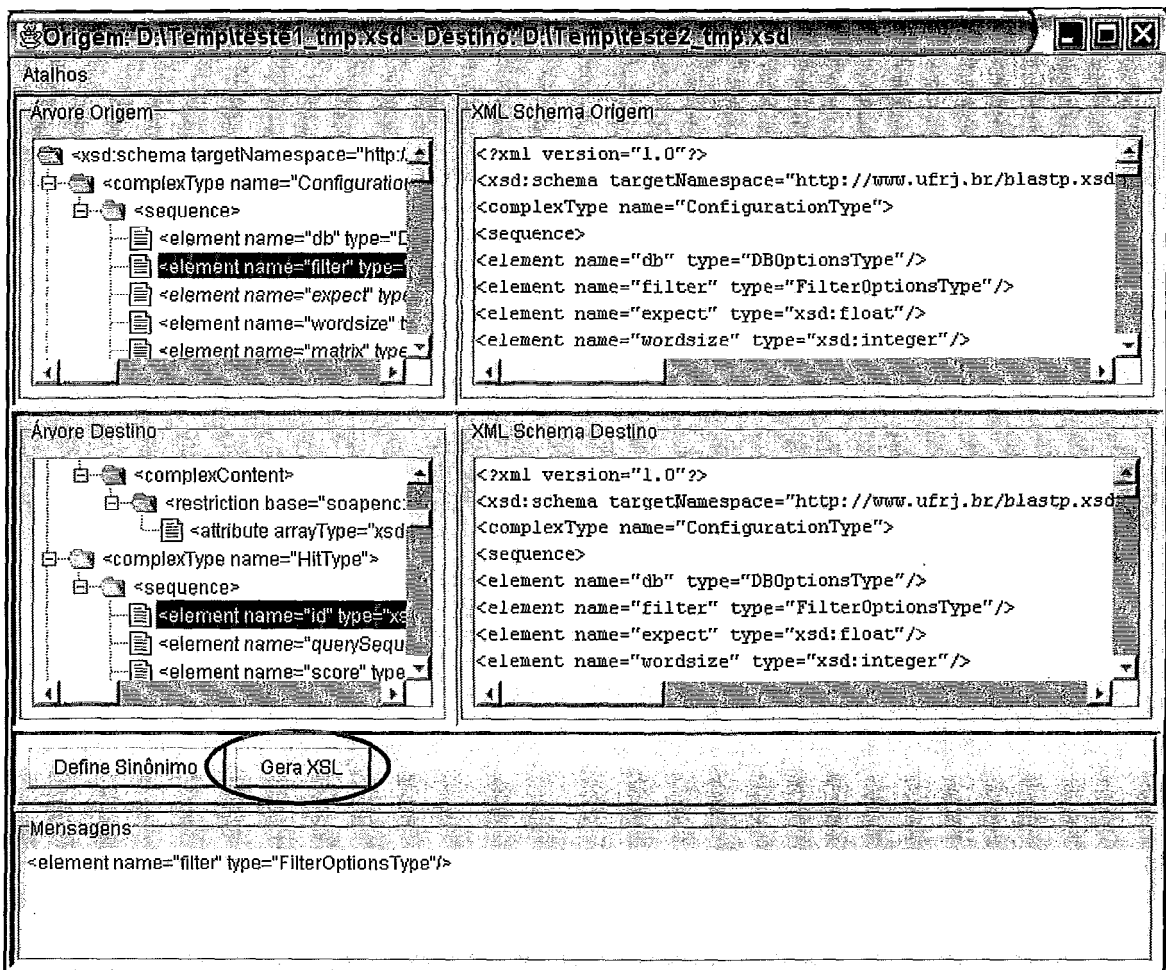 Origem: D:\Temp\teste1_tmp.xsd - Destino: D:\Temp\teste2_tmp.xsd
Atalhos
Árvore Origem
<xsd:schema targetNamespace="http:/
<complexType name="Configuration
<sequence>
<element name="db" type="D
<element name="filter" type=
<element name="expect" type
<element name="wordsize" t
<element name="matrix" type
XML Schema Origem
<?xml version="1.0"?>
<xsd:schema targetNamespace="http://www.ufrj.br/blastp.xsd
<complexType name="ConfigurationType">
<sequence>
<element name="db" type="DBOptionsType"/>
<element name="filter" type="FilterOptionsType"/>
<element name="expect" type="xsd:float"/>
<element name="wordsize" type="xsd:integer"/>
Árvore Destino
<complexContent>
<restriction base="soapenc:
<attribute arrayType="xsd
<complexType name="HitType">
<sequence>
<element name="id" type="xs
<element name="querySequ
<element name="score" type
XML Schema Destino
<?xml version="1.0"?>
<xsd:schema targetNamespace="http://www.ufrj.br/blastp.xsd
<complexType name="ConfigurationType">
<sequence>
<element name="db" type="DBOptionsType"/>
<element name="filter" type="FilterOptionsType"/>
<element name="expect" type="xsd:float"/>
<element name="wordsize" type="xsd:integer"/>
Define Sinônimo
Gera XSL
Mensagens
<element name="filter" type="FilterOptionsType"/>